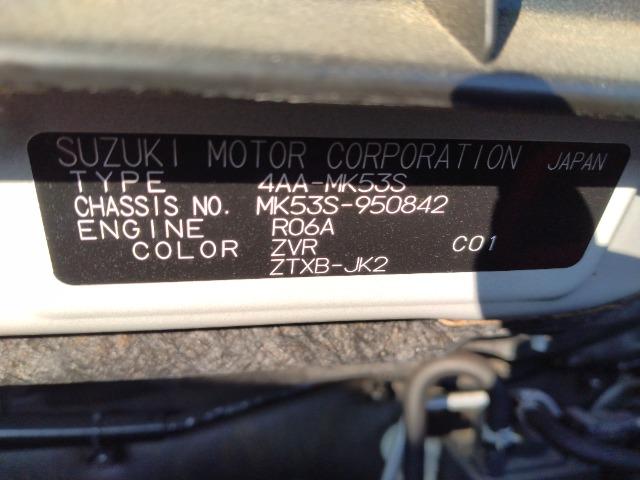 SUZUKI MOTOR CORPORATION JAPAN
TYPE 4AA-MK53S
CHASSIS NO. MK53S-950842
ENGINE R06A
COLOR ZVR C01
ZTXB-JK2